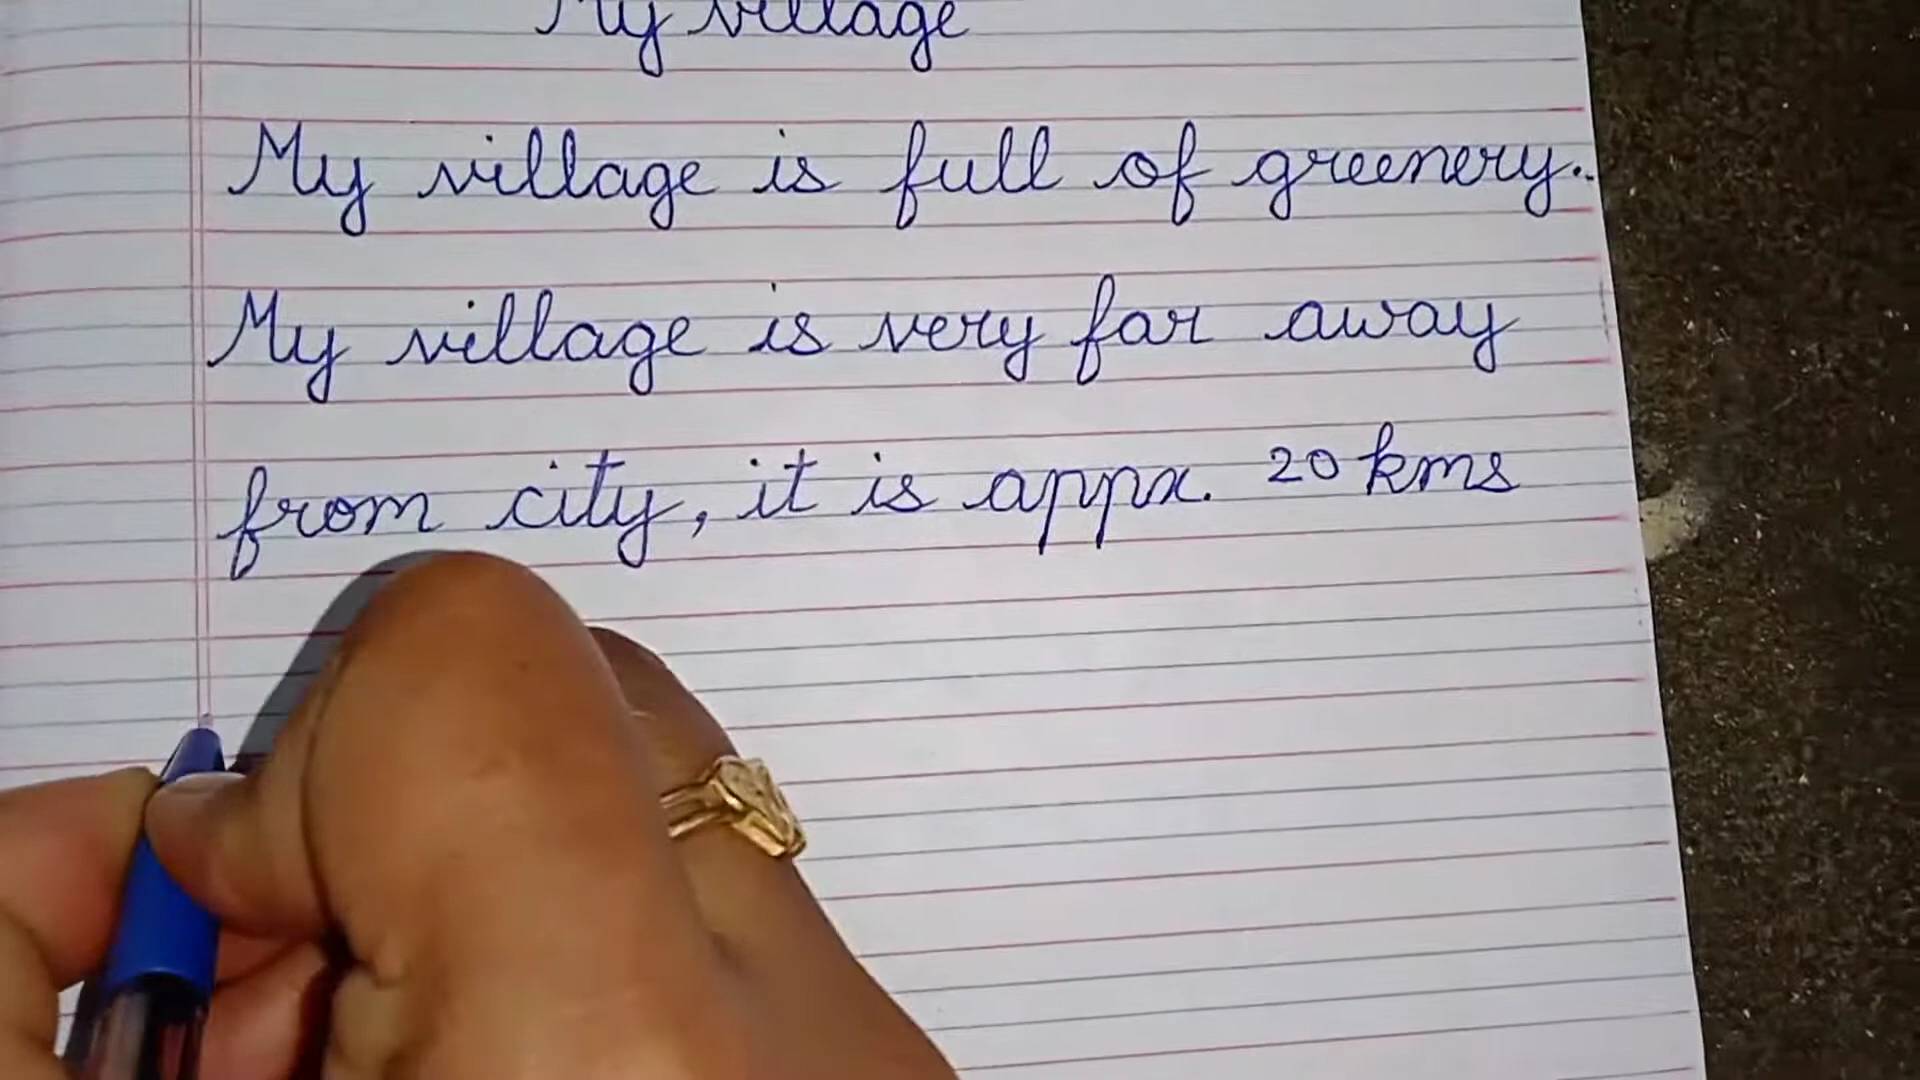 My village
My village is full of greenery.
My village is very far away
from city, it is appx. 20 kms